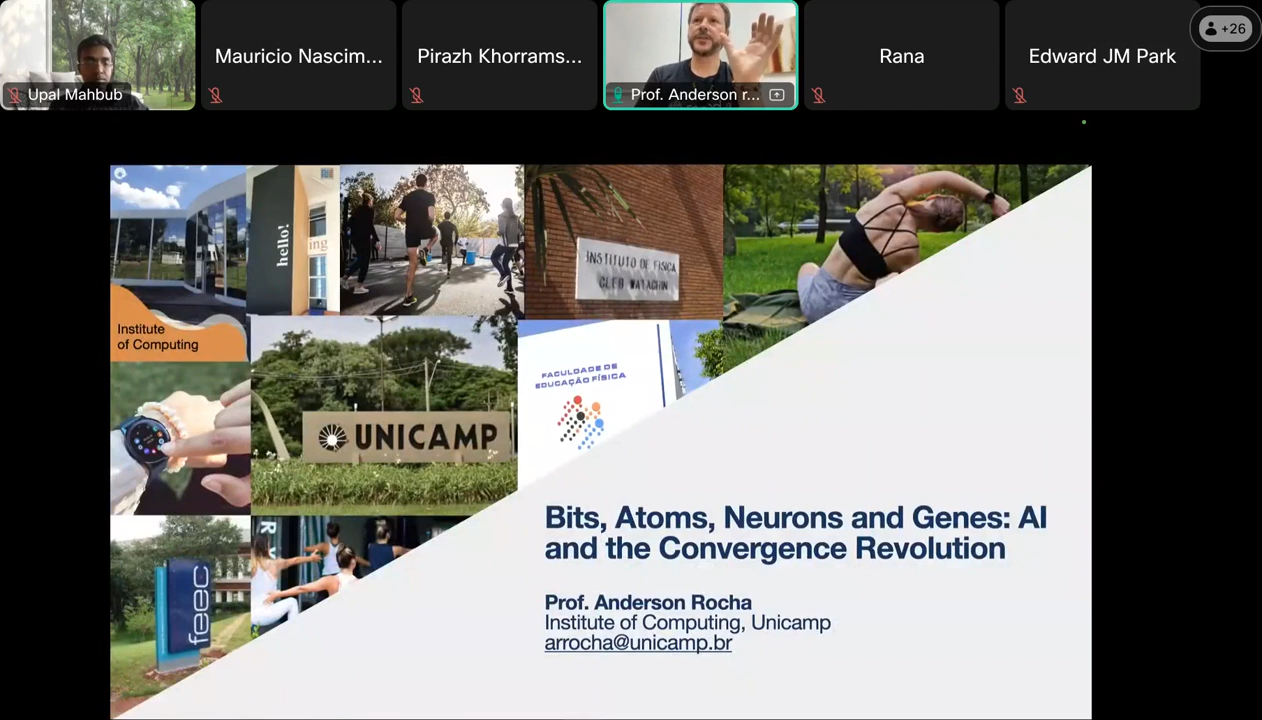 Upal Mahbub
Mauricio Nascim...
Pirazh Khorrams...
Prof. Anderson r...
Rana
Edward JM Park
+26
hello!
ing
INSTITUTO DE FÍSICA
GLEB WATAGHIN
Institute
of Computing
FACULDADE DE
EDUCAÇÃO FÍSICA
UNICAMP
feec
Bits, Atoms, Neurons and Genes: AI
and the Convergence Revolution
Prof. Anderson Rocha
Institute of Computing, Unicamp
arrocha@unicamp.br